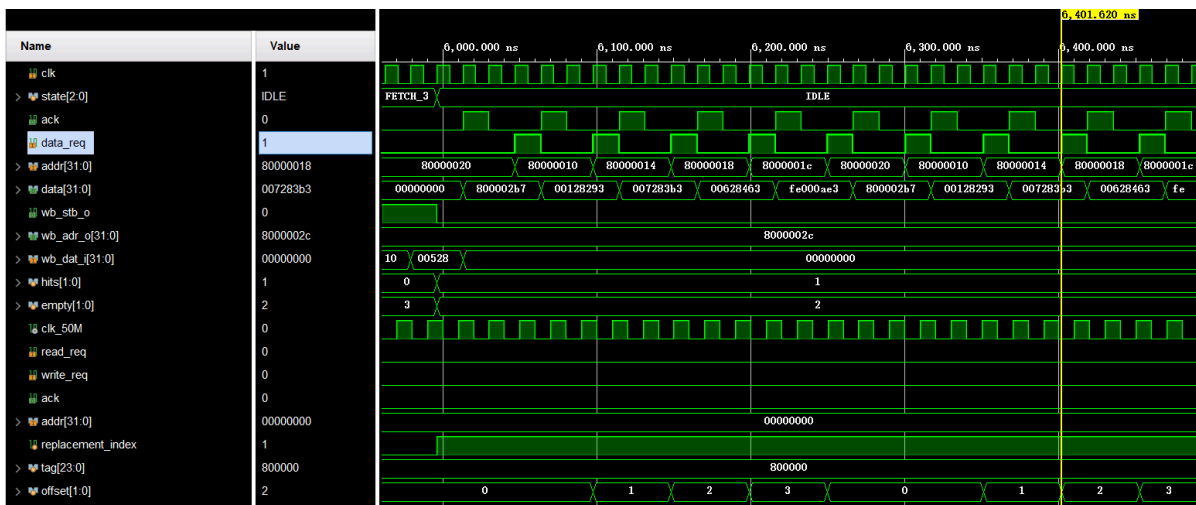 6,401.620 ns
Name Value 6,000.000 ns 6,100.000 ns 6,200.000 ns 6,300.000 ns 6,400.000 ns
clk 1
state[2:0] IDLE FETCH_3 IDLE
ack 0
data_req 1
addr[31:0] 80000018 80000020 80000010 80000014 80000018 8000001c 80000020 80000010 80000014 80000018 8000001c
data[31:0] 007283b3 00000000 800002b7 00128293 007283b3 00628463 fe000ae3 800002b7 00128293 007283b3 00628463 fe
wb_stb_o 0
wb_adr_o[31:0] 8000002c 8000002c
wb_dat_i[31:0] 00000000 10 00528 00000000
hits[1:0] 1 0 1
empty[1:0] 2 3 2
clk_50M 0
read_req 0
write_req 0
ack 0
addr[31:0] 00000000 00000000
replacement_index 1
tag[23:0] 800000 800000
offset[1:0] 2 0 1 2 3 0 1 2 3